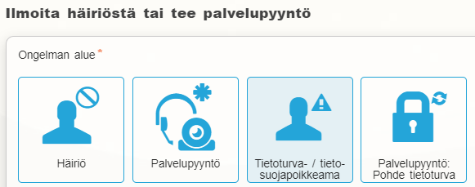 Ilmoita häiriöstä tai tee palvelupyyntö
Ongelman alue *
Häiriö
Palvelupyyntö
Tietoturva- / tieto-
suojapoikkeama
Palvelupyyntö:
Pohde tietoturva